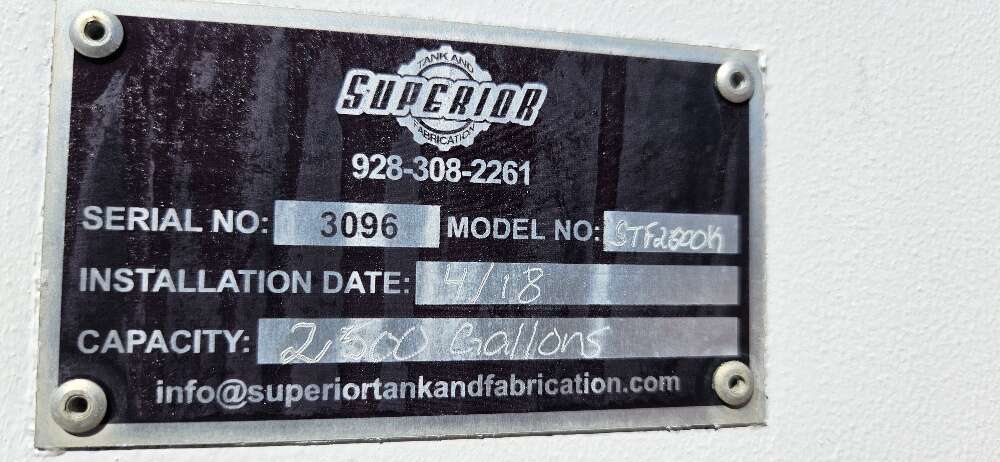 TANK AND
SUPERIOR
FABRICATION
928-308-2261
SERIAL NO: 3096 MODEL NO: STF2500K
INSTALLATION DATE: 4/18
CAPACITY: 2500 Gallons
info@superiortankandfabrication.com